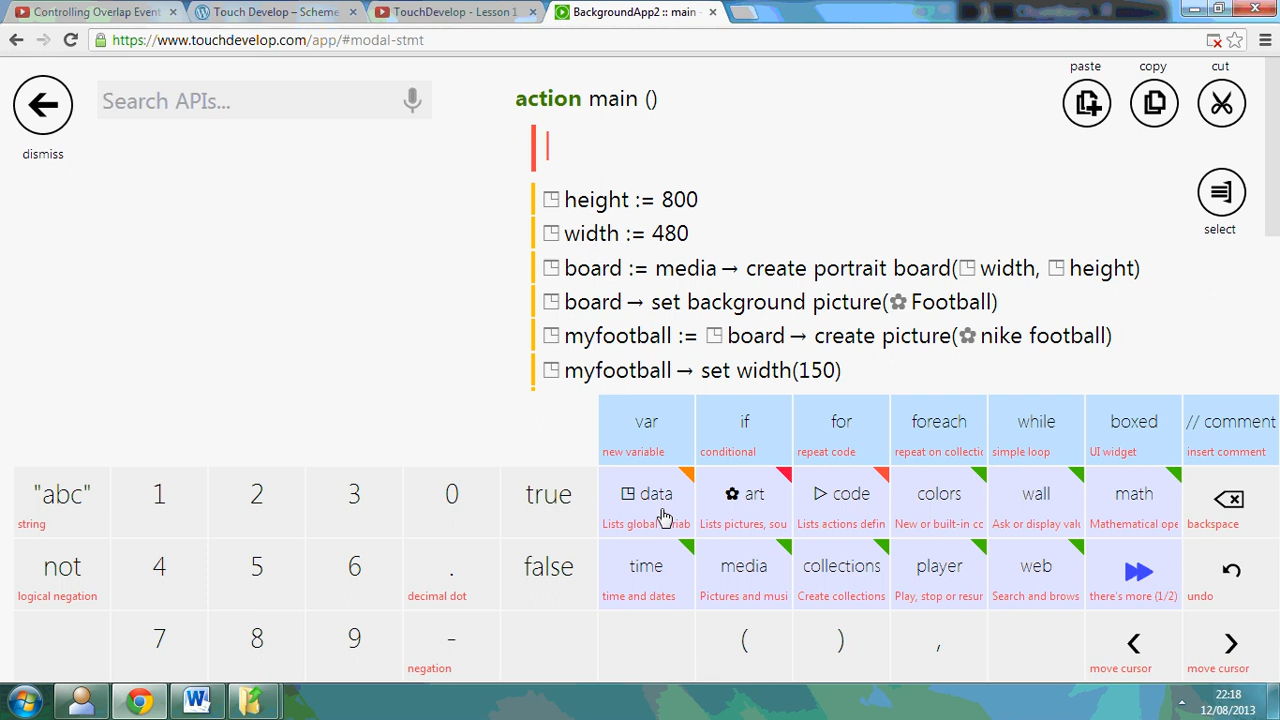 Controlling Overlap Event ×
Touch Develop – Scheme ×
TouchDevelop - Lesson 1 ×
BackgroundApp2 :: main - ×
https://www.touchdevelop.com/app/#modal-stmt
paste
copy
cut
Search APIs...
dismiss
select
action main ()
height := 800
width := 480
board := media → create portrait board(width, height)
board → set background picture(Football)
myfootball := board → create picture(nike football)
myfootball → set width(150)
var if for foreach while boxed // comment
new variable conditional repeat code repeat on collectic simple loop UI widget insert comment
"abc" 1 2 3 0 true data art code colors wall math
string Lists global Lists pictures, sou Lists actions defin New or built-in cc Ask or display valu Mathematical ope backspace
not 4 5 6 . false time media collections player web
logical negation decimal dot time and dates Pictures and musi Create collections Play, stop or resur Search and brows there's more (1/2) undo
7 8 9 - ( ) ,
negation move cursor move cursor
22:18
12/08/2013